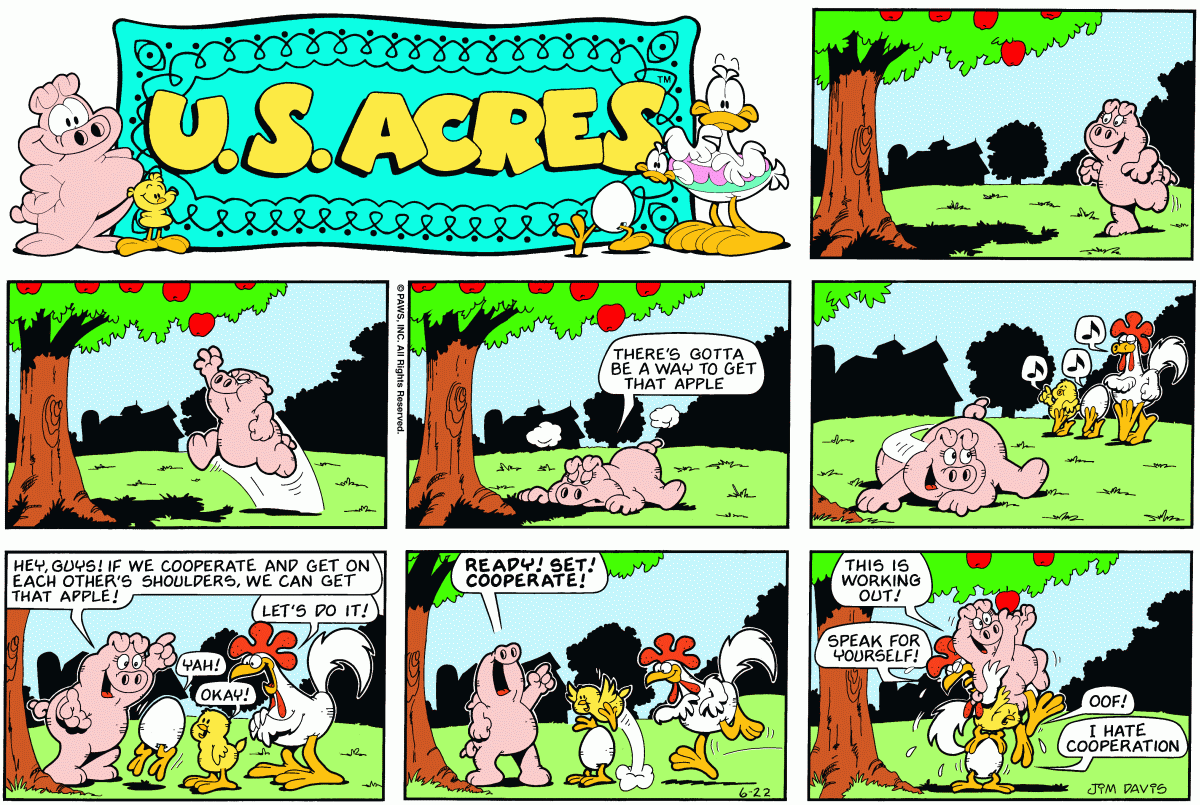 U.S. ACRES
TM
© PAWS, INC. All Rights Reserved.
THERE'S GOTTA
BE A WAY TO GET
THAT APPLE
HEY, GUYS! IF WE COOPERATE AND GET ON
EACH OTHER'S SHOULDERS, WE CAN GET
THAT APPLE!
LET'S DO IT!
YAH!
OKAY!
READY! SET!
COOPERATE!
6-22
THIS IS
WORKING
OUT!
SPEAK FOR
YOURSELF!
OOF!
I HATE
COOPERATION
JIM DAVIS